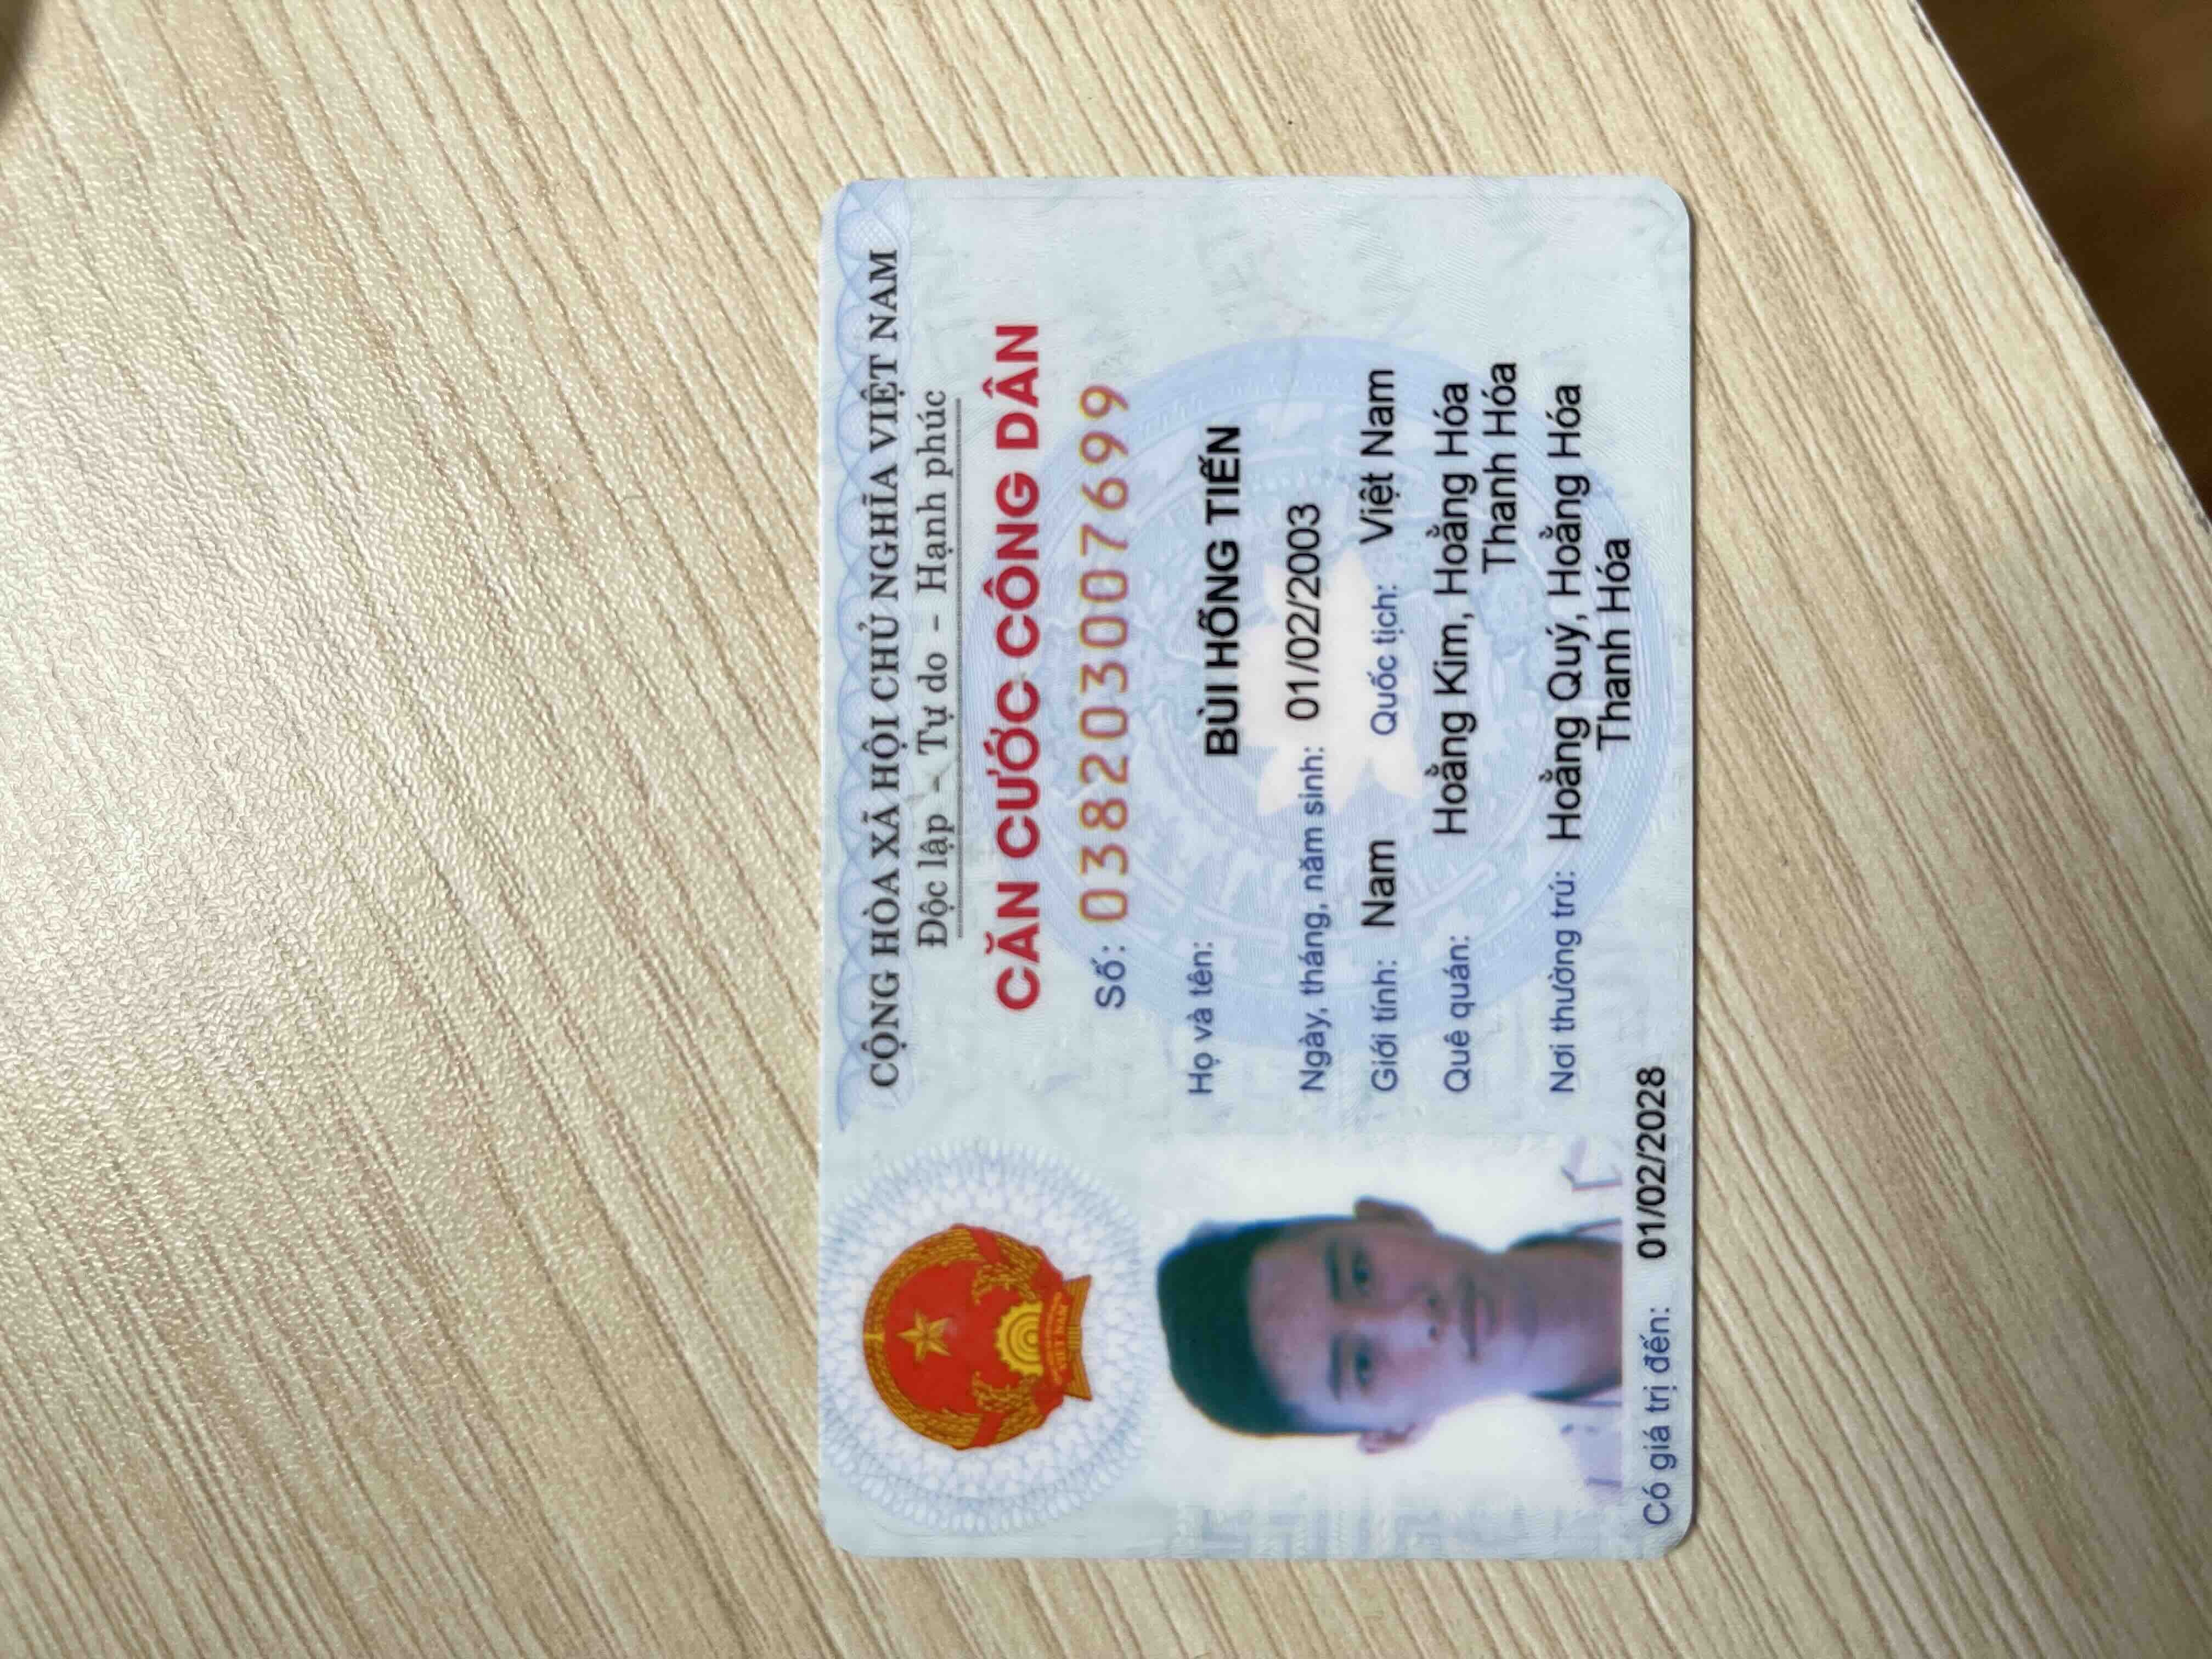 CỘNG HÒA XÃ HỘI CHỦ NGHĨA VIỆT NAM
Độc lập - Tự do - Hạnh phúc
CĂN CƯỚC CÔNG DÂN
Số: 038203007699
Họ và tên:
BÙI HỒNG TIẾN
Ngày, tháng, năm sinh: 01/02/2003
Giới tính: Nam Quốc tịch: Việt Nam
Quê quán: Hoằng Kim, Hoằng Hóa
Thanh Hóa
Nơi thường trú: Hoằng Quý, Hoằng Hóa
Thanh Hóa
Có giá trị đến: 01/02/2028